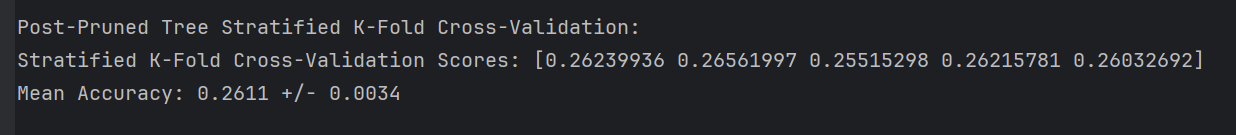 Post-Pruned Tree Stratified K-Fold Cross-Validation:
Stratified K-Fold Cross-Validation Scores: [0.26239936 0.26561997 0.25515298 0.26215781 0.26032692]
Mean Accuracy: 0.2611 +/- 0.0034